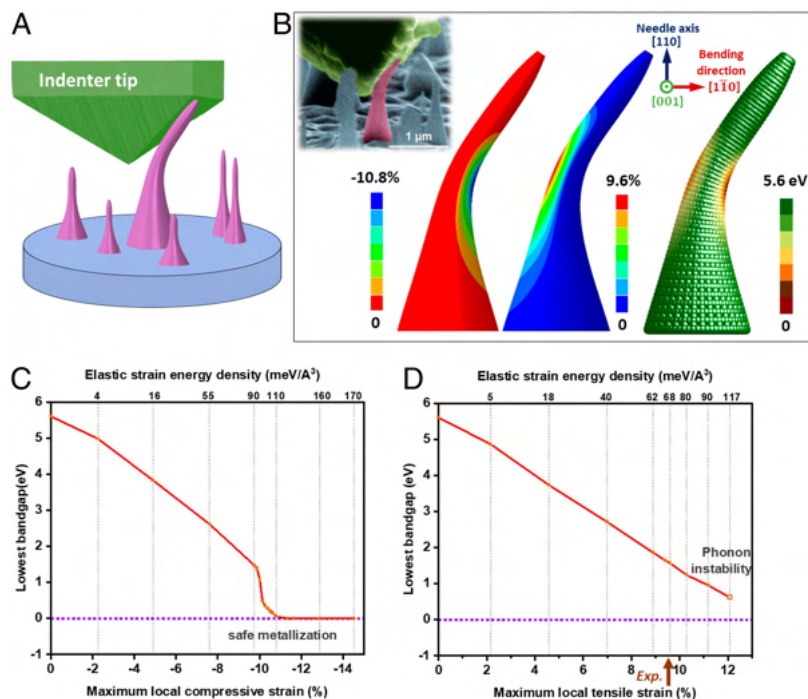 A
Indenter tip
B
1 μm
Needle axis
[110]
Bending
direction
[11̄0]
[001]
-10.8%
0
9.6%
0
5.6 eV
0
C
Elastic strain energy density (meV/A³)
4 16 55 90 110 160 170
Lowest bandgap(eV)
6
5
4
3
2
1
0
-1
safe metallization
0 -2 -4 -6 -8 -10 -12 -14
Maximum local compressive strain (%)
D
Elastic strain energy density (meV/A³)
5 18 40 62 68 80 90 117
Lowest bandgap (eV)
6
5
4
3
2
1
0
-1
Phonon
instability
Exp.
0 2 4 6 8 10 12
Maximum local tensile strain (%)